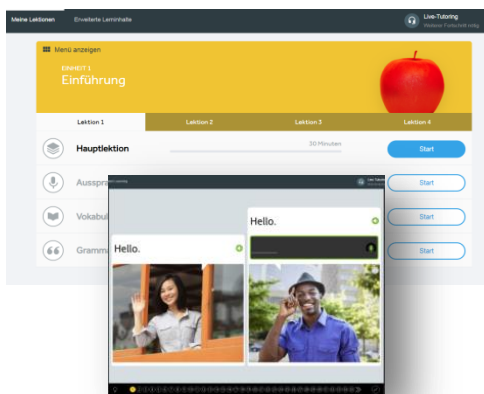 Meine Lektionen
Erweiterte Lerninhalte
Live-Tutoring
Menü anzeigen
EINHEIT 1
Einführung
Lektion 1
Lektion 2
Lektion 3
Lektion 4
Hauptlektion
30 Minuten
Start
Start
Vokabul
Start
Gramm
Start
Hello.
Hello.